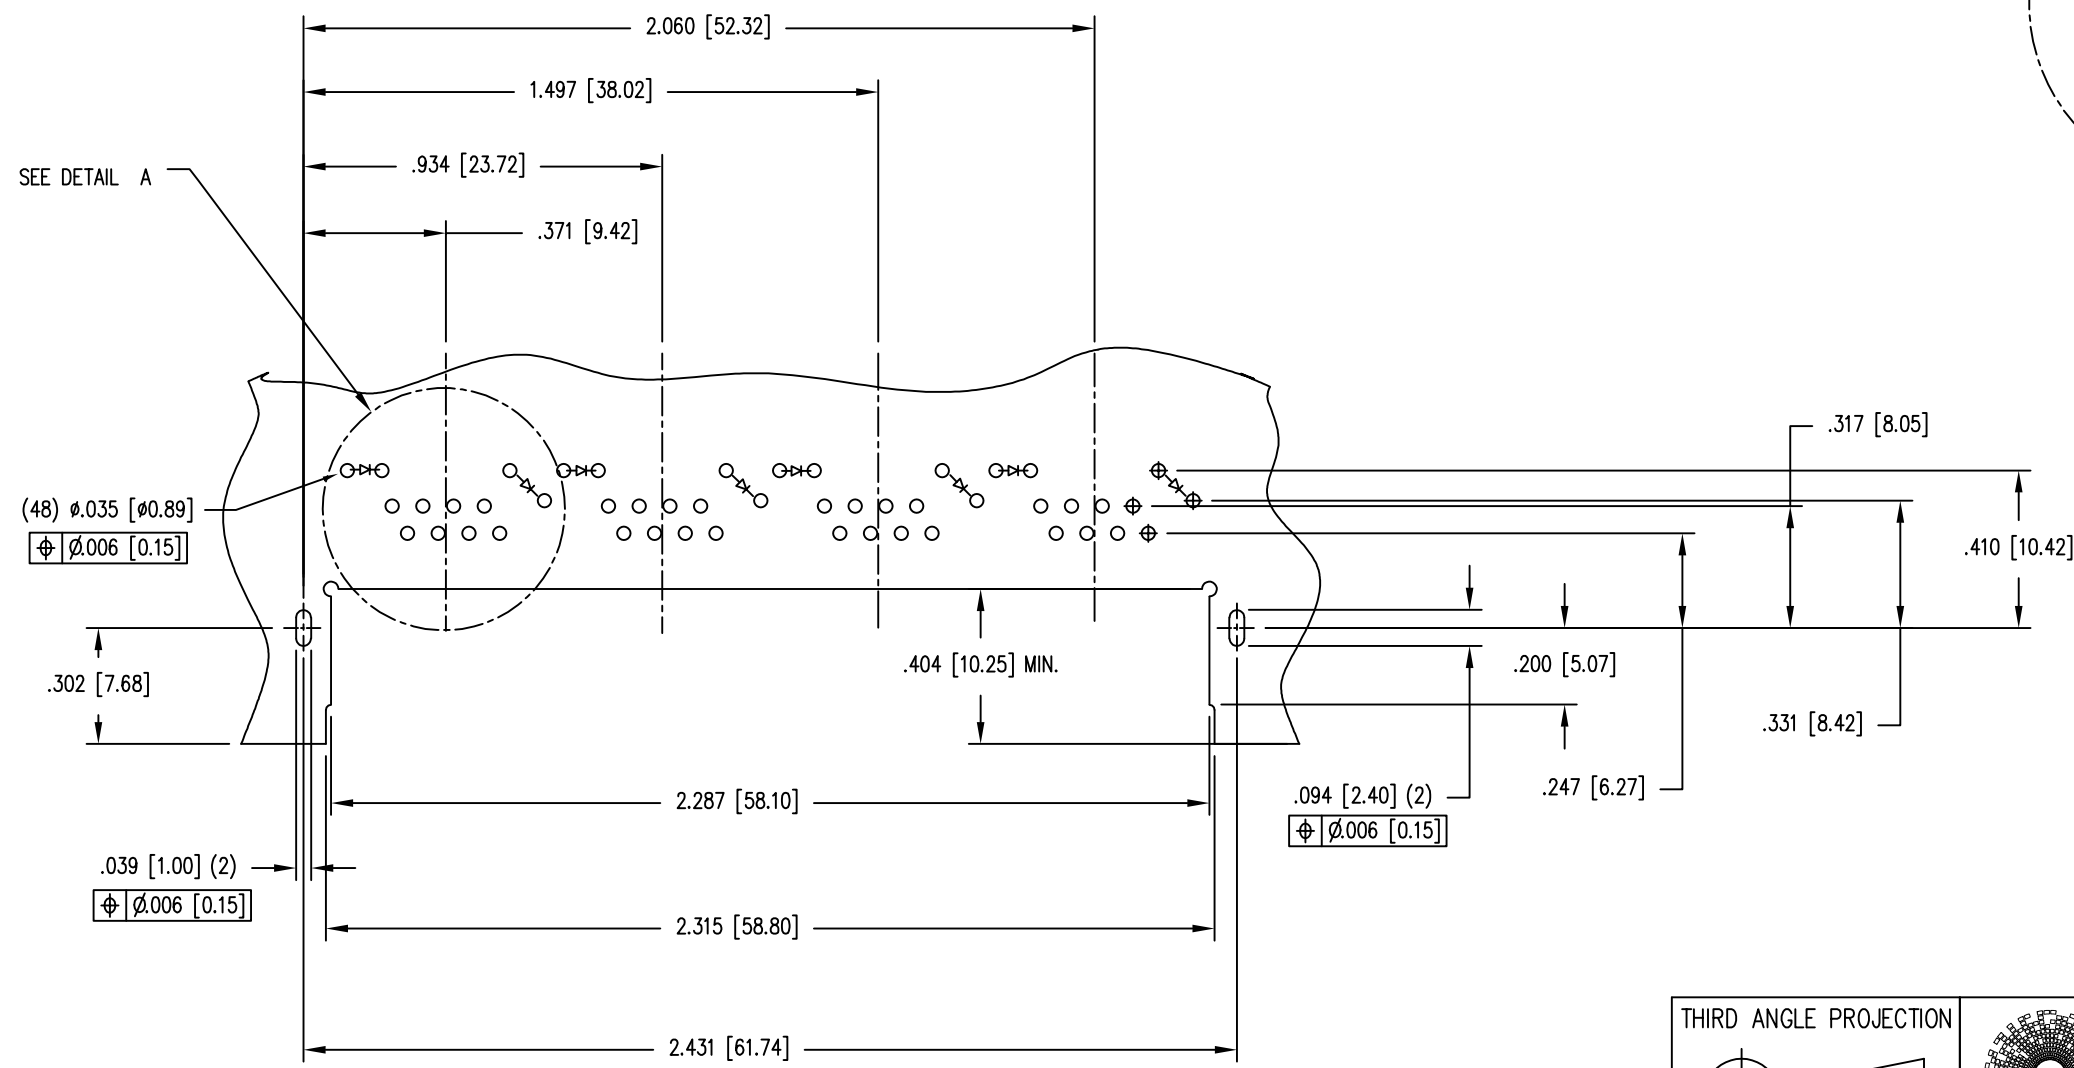 2.060 [52.32]
1.497 [38.02]
.934 [23.72]
SEE DETAIL A
.371 [9.42]
.317 [8.05]
(48) ø.035 [ø0.89]
Ø.006 [0.15]
.410 [10.42]
.404 [10.25] MIN.
.200 [5.07]
.302 [7.68]
.331 [8.42]
.247 [6.27]
2.287 [58.10]
.094 [2.40] (2)
Ø.006 [0.15]
.039 [1.00] (2)
Ø.006 [0.15]
2.315 [58.80]
THIRD ANGLE PROJECTION
2.431 [61.74]